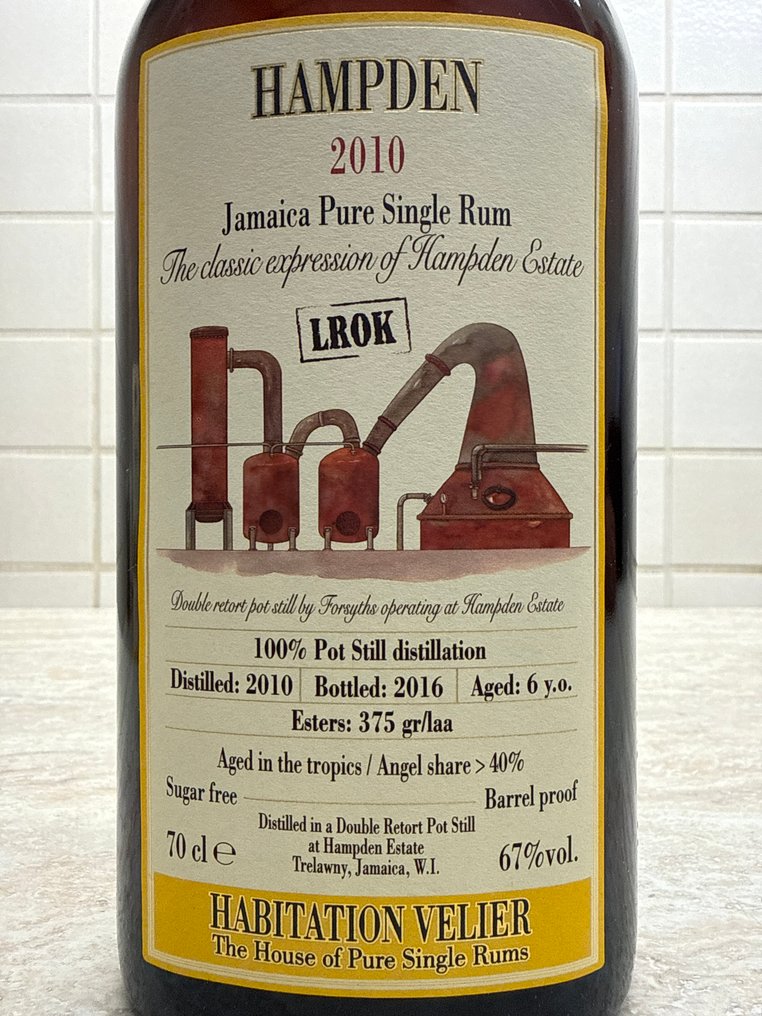 HAMPDEN
2010
Jamaica Pure Single Rum
The classic expression of Hampden Estate
LROK
Double retort pot still by Forsyths operating at Hampden Estate
100% Pot Still distillation
Distilled: 2010 Bottled: 2016 Aged: 6 y.o.
Esters: 375 gr/laa
Aged in the tropics / Angel share > 40%
Sugar free Barrel proof
Distilled in a Double Retort Pot Still
at Hampden Estate
Trelawny, Jamaica, W.I.
70 cl ℮ 67%vol.
HABITATION VELIER
The House of Pure Single Rums